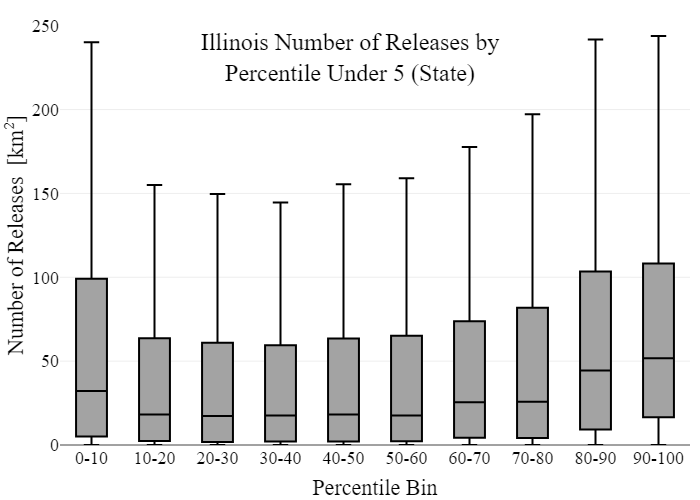 Illinois Number of Releases by
Percentile Under 5 (State)
Number of Releases [km²]
250
200
150
100
50
0
0-10 10-20 20-30 30-40 40-50 50-60 60-70 70-80 80-90 90-100
Percentile Bin